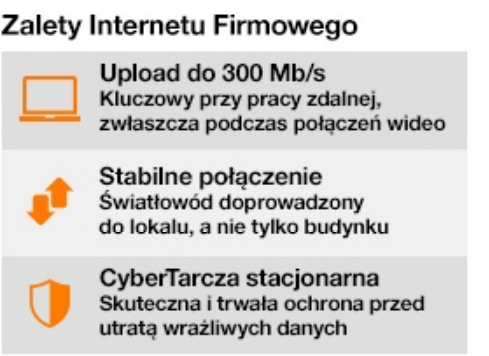 Zalety Internetu Firmowego
Upload do 300 Mb/s
Kluczowy przy pracy zdalnej,
zwłaszcza podczas połączeń wideo
Stabilne połączenie
Światłowód doprowadzony
do lokalu, a nie tylko budynku
CyberTarcza stacjonarna
Skuteczna i trwała ochrona przed
utratą wrażliwych danych